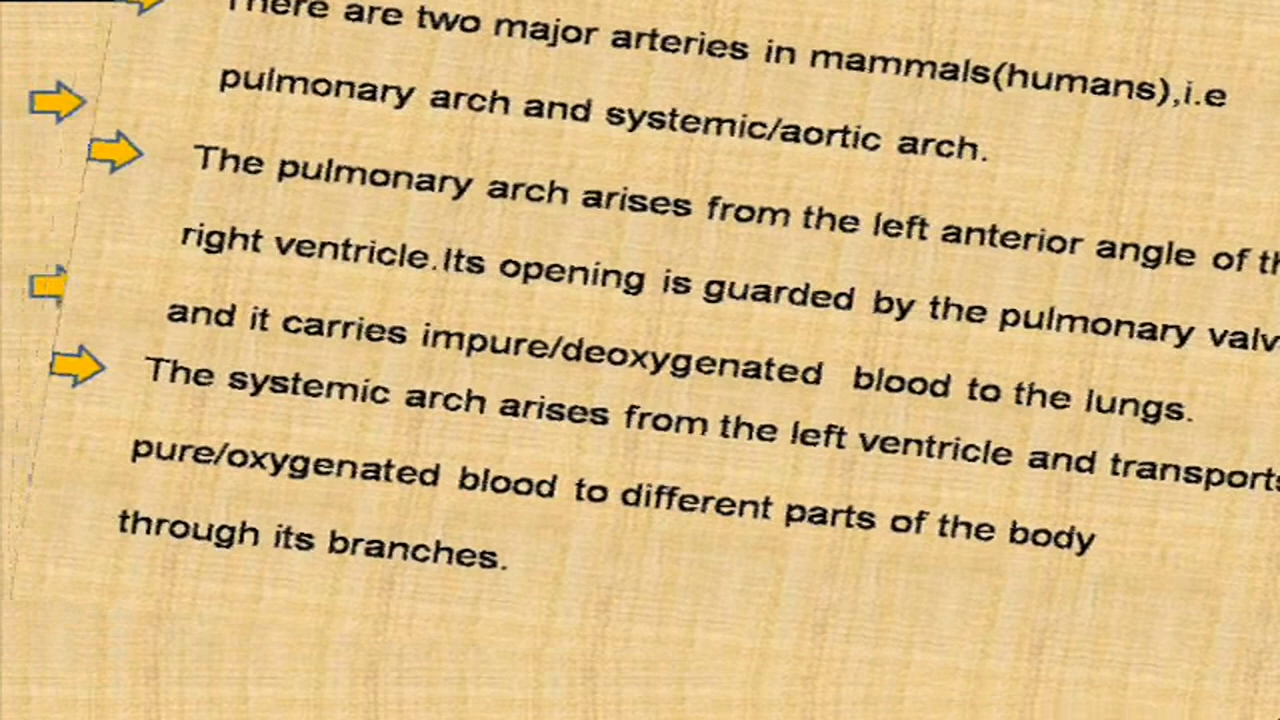 There are two major arteries in mammals(humans),i.e
pulmonary arch and systemic/aortic arch.
The pulmonary arch arises from the left anterior angle of
right ventricle.Its opening is guarded by the pulmonary
and it carries impure/deoxygenated blood to the lungs.
The systemic arch arises from the left ventricle and transports
pure/oxygenated blood to different parts of the body
through its branches.